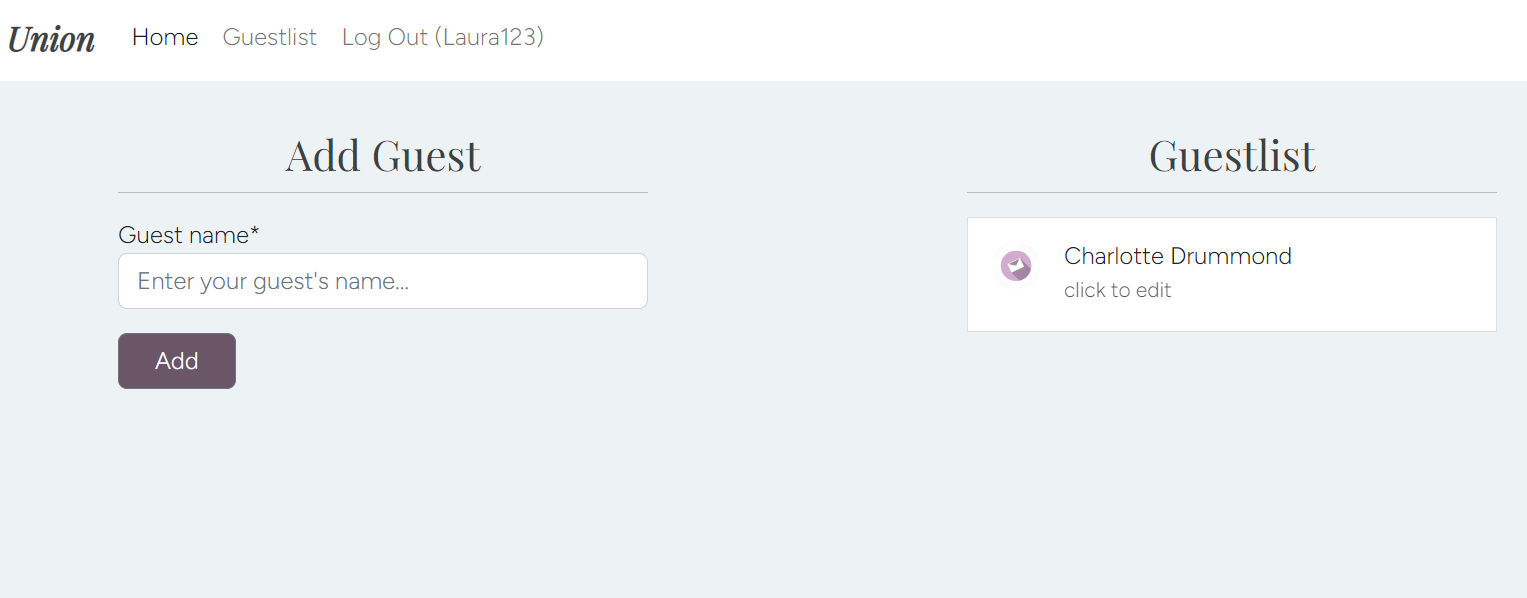 Union Home Guestlist Log Out (Laura123)
Add Guest
Guest name*
Enter your guest's name...
Add
Guestlist
Charlotte Drummond
click to edit